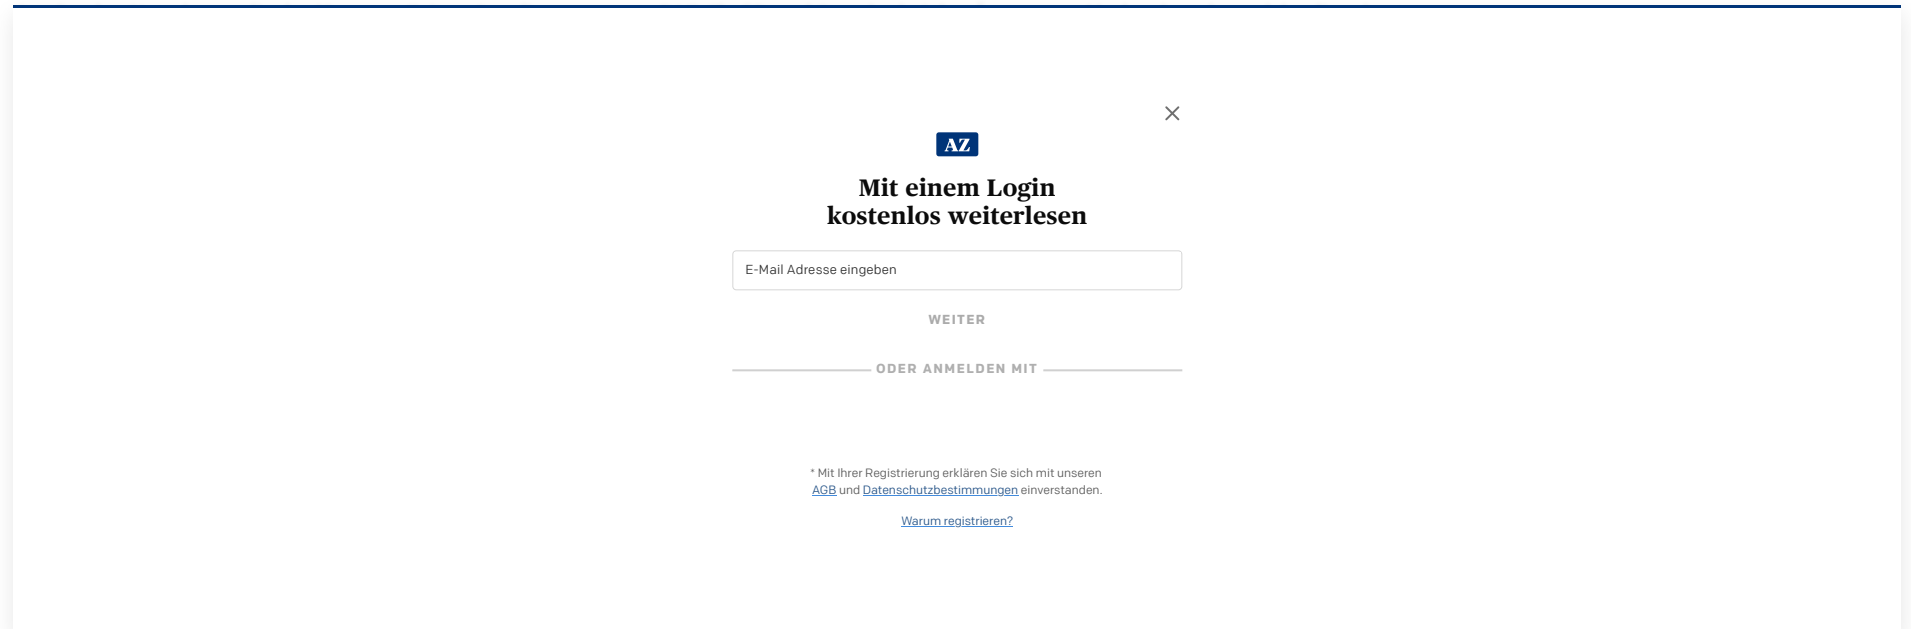 AZ
Mit einem Login
kostenlos weiterlesen
E-Mail Adresse eingeben
WEITER
ODER ANMELDEN MIT
* Mit Ihrer Registrierung erklären Sie sich mit unseren
AGB und Datenschutzbestimmungen einverstanden.
Warum registrieren?